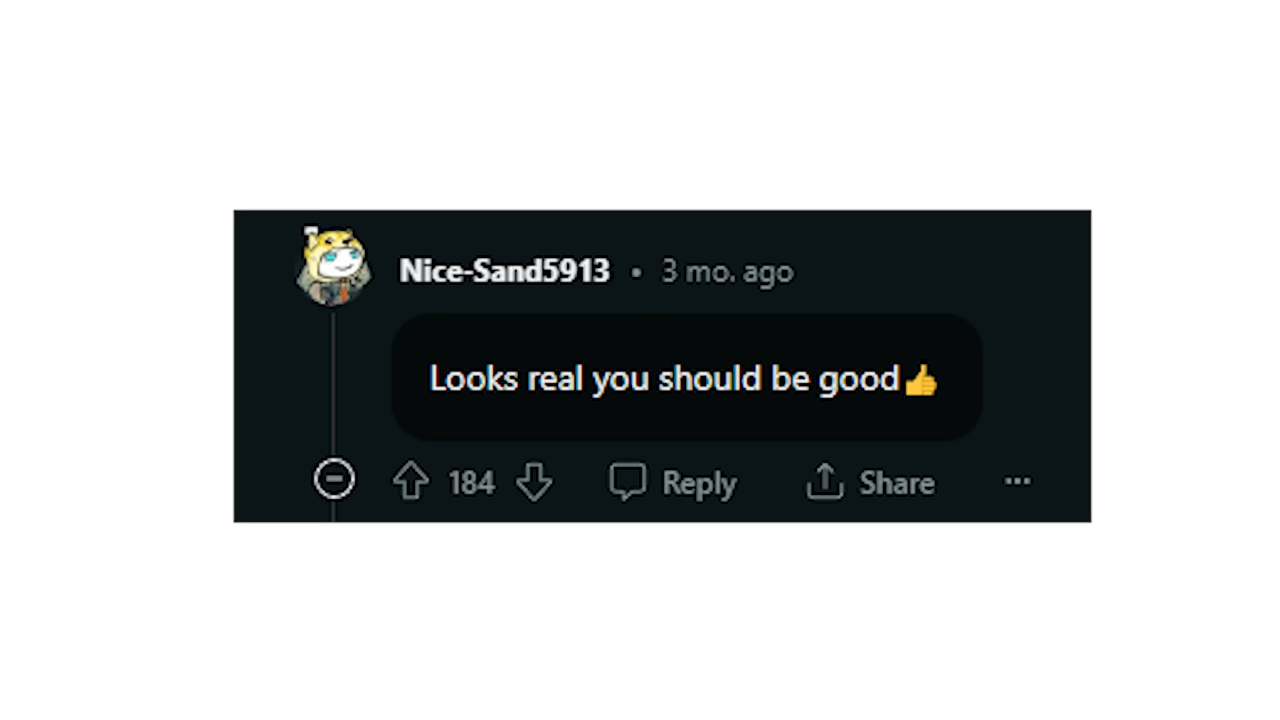 Nice-Sand5913 • 3 mo. ago
Looks real you should be good👍
184 Reply Share ...